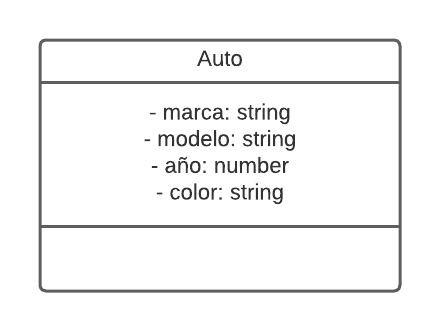 Auto
- marca: string
- modelo: string
- año: number
- color: string